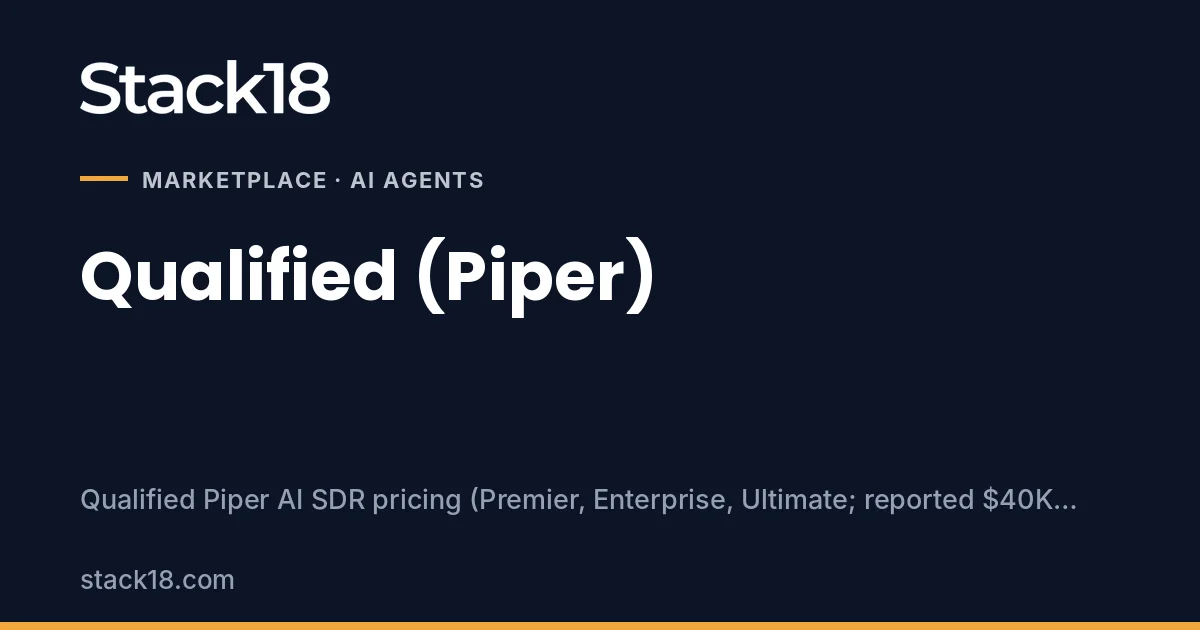 Stack18
MARKETPLACE · AI AGENTS
Qualified (Piper)
Qualified Piper AI SDR pricing (Premier, Enterprise, Ultimate; reported $40K...
stack18.com